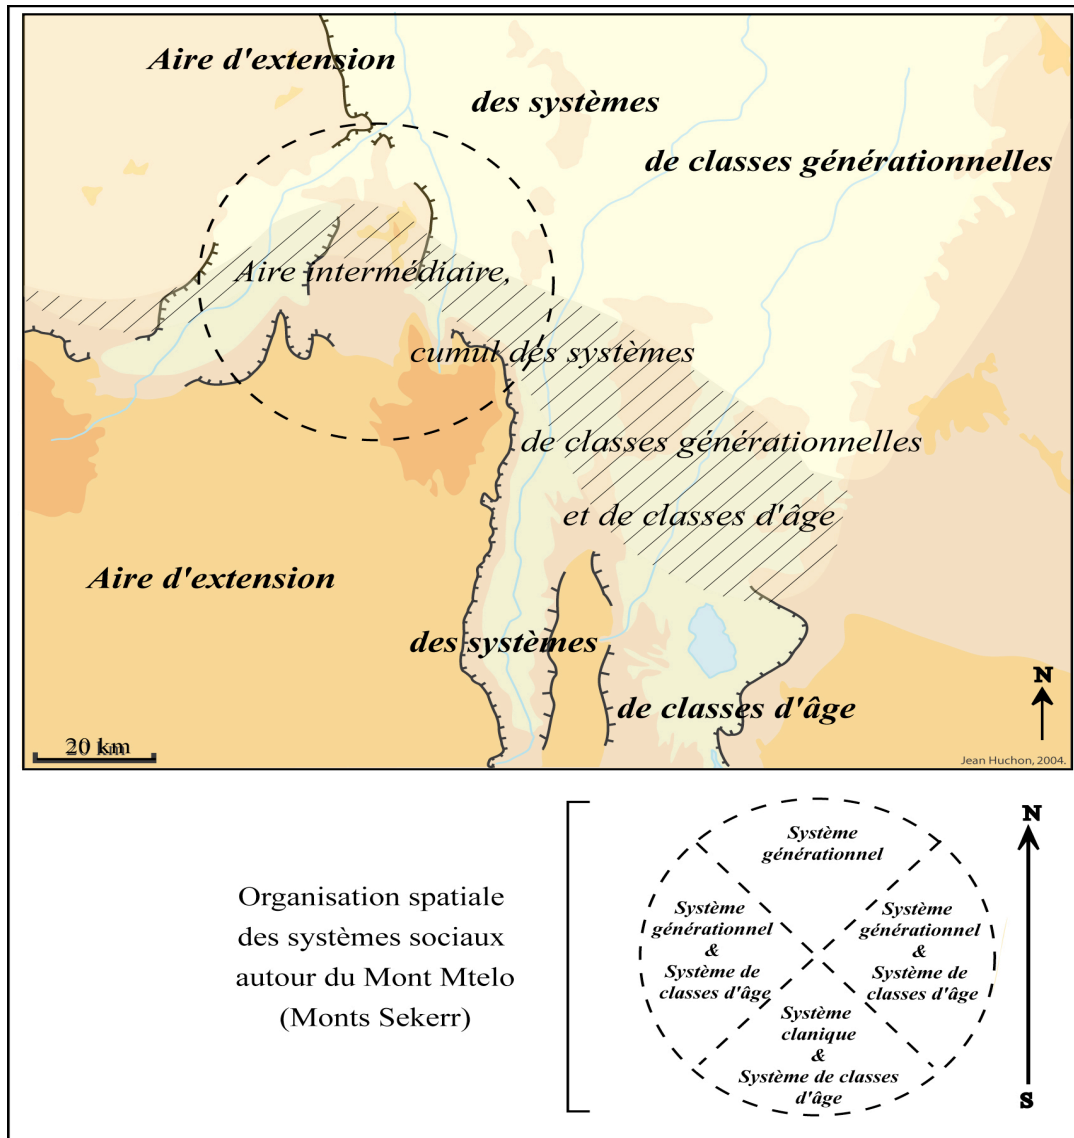 Aire d'extension
des systèmes
de classes générationnelles
Aire intermédiaire,
cumul des systèmes
de classes générationnelles
et de classes d'âge
Aire d'extension
des systèmes
de classes d'âge
N
20 km
Jean Huchon, 2004.
Organisation spatiale
des systèmes sociaux
autour du Mont Mtelo
(Monts Sekerr)
Système
générationnel
Système
générationnel
&
Système de
classes d'âge
Système
générationnel
&
Système de
classes d'âge
Système
clanique
&
Système de classes
d'âge
N
S